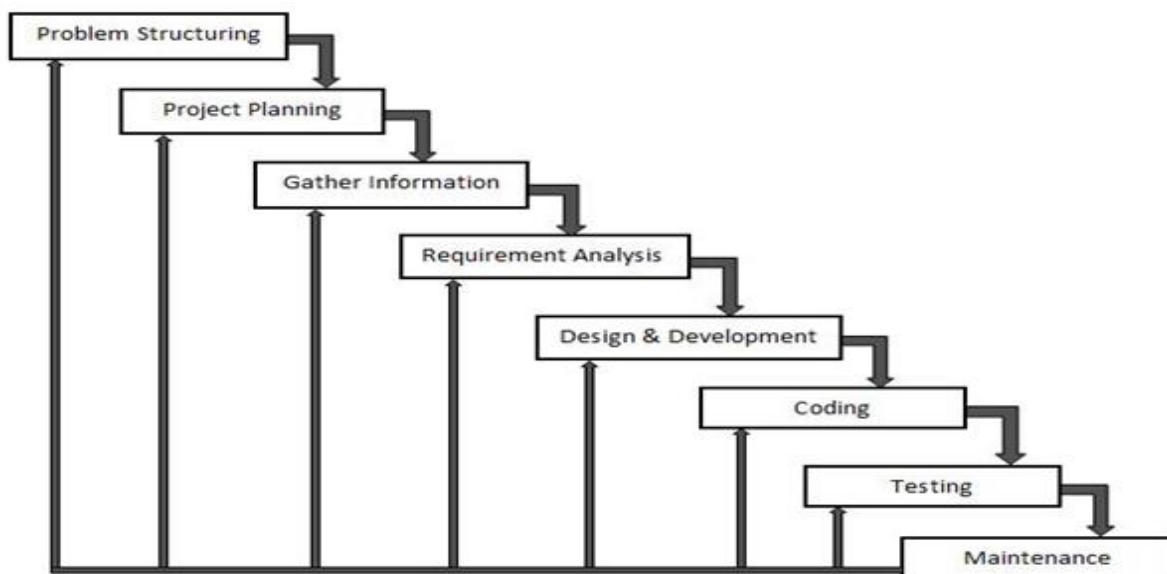 Problem Structuring
Project Planning
Gather Information
Requirement Analysis
Design & Development
Coding
Testing
Maintenance